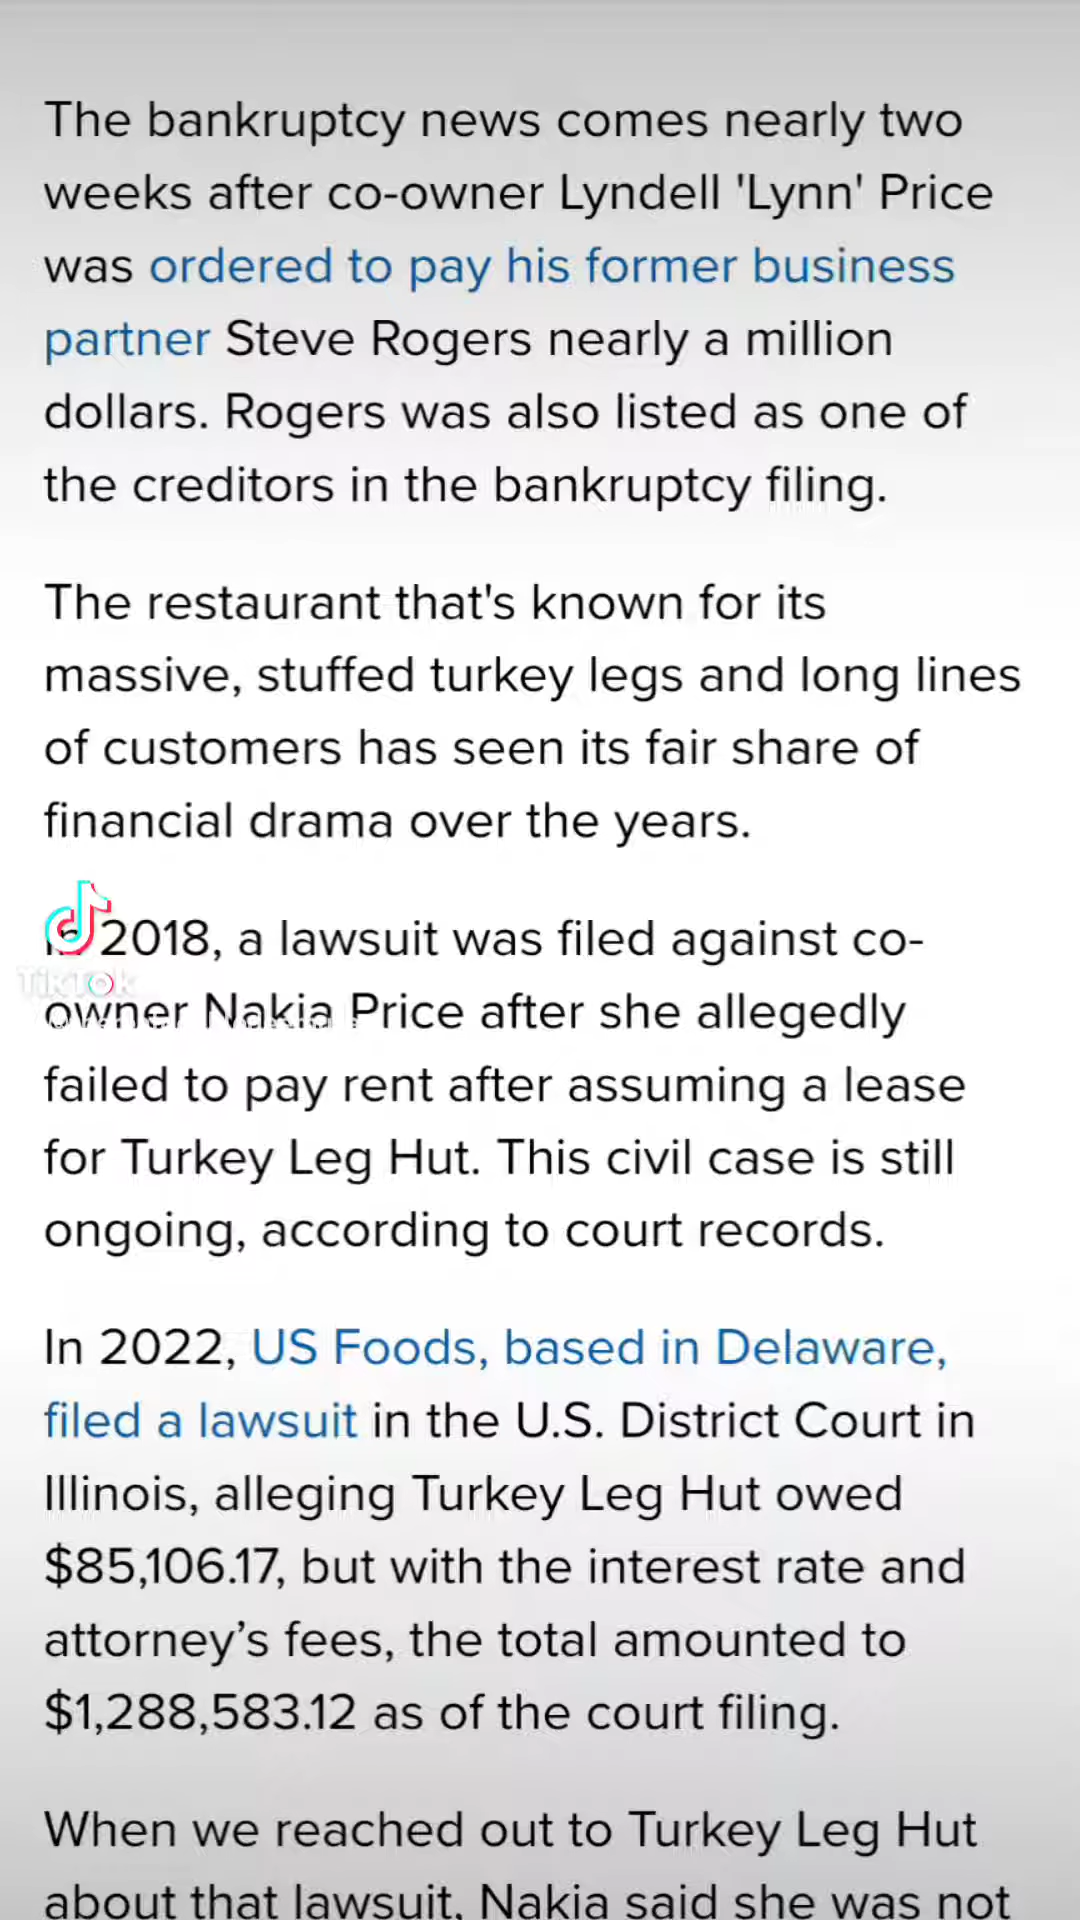 The bankruptcy news comes nearly two
weeks after co-owner Lyndell 'Lynn' Price
was ordered to pay his former business
partner Steve Rogers nearly a million
dollars. Rogers was also listed as one of
the creditors in the bankruptcy filing.
The restaurant that's known for its
massive, stuffed turkey legs and long lines
of customers has seen its fair share of
financial drama over the years.
In 2018, a lawsuit was filed against co-
TikTok
owner Nakia Price after she allegedly
failed to pay rent after assuming a lease
for Turkey Leg Hut. This civil case is still
ongoing, according to court records.
In 2022, US Foods, based in Delaware,
filed a lawsuit in the U.S. District Court in
Illinois, alleging Turkey Leg Hut owed
$85,106.17, but with the interest rate and
attorney’s fees, the total amounted to
$1,288,583.12 as of the court filing.
When we reached out to Turkey Leg Hut
about that lawsuit, Nakia said she was not